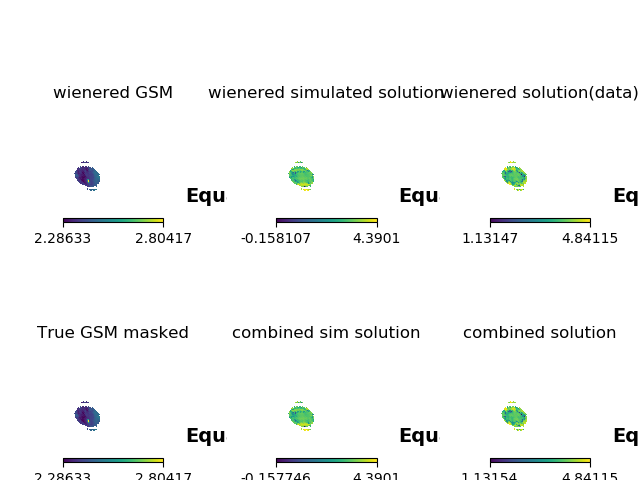 wienered GSM
wienered simulated solution
wienered solution(data)
Equ
Equ
Eq
2.28633 2.80417
-0.158107 4.3901
1.13147 4.84115
True GSM masked
combined sim solution
combined solution
Equ
Equ
Eq
2.28633 2.80417
-0.157746 4.3901
1.13154 4.84115